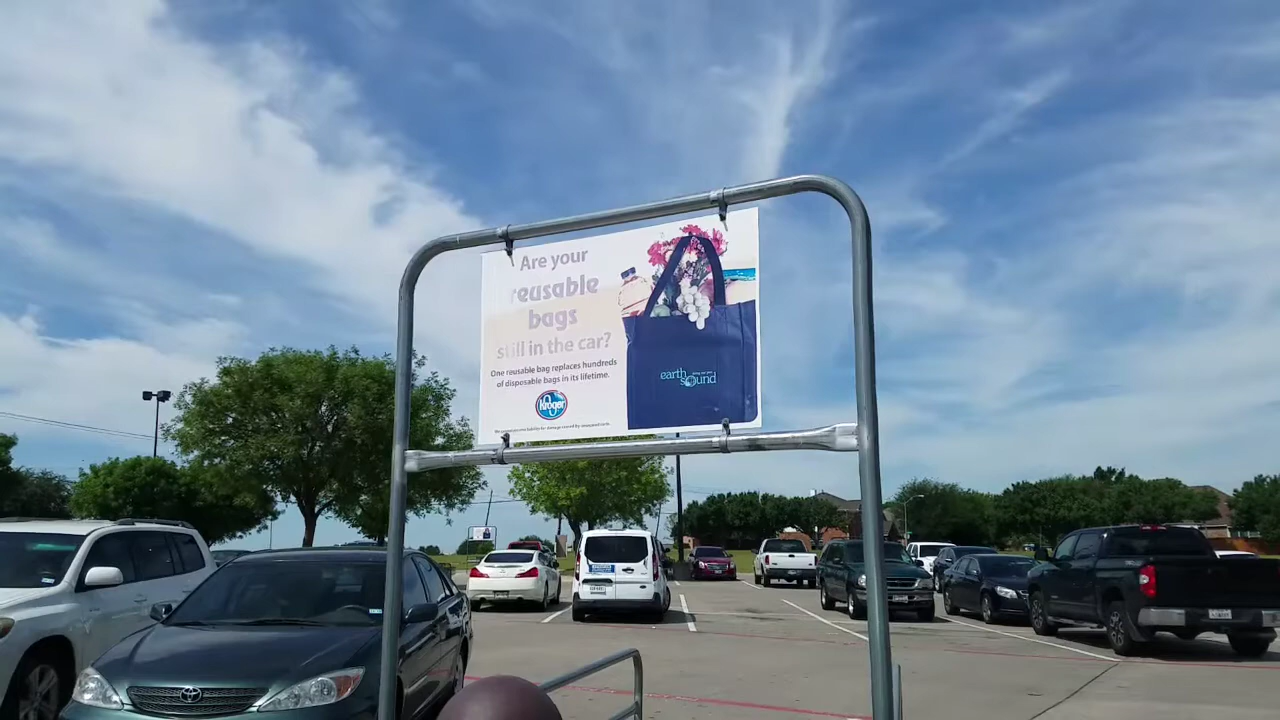 Are your
reusable
bags
still in the car?
One reusable bag replaces hundreds
of disposable bags in its lifetime.
Kroger
earth
sound